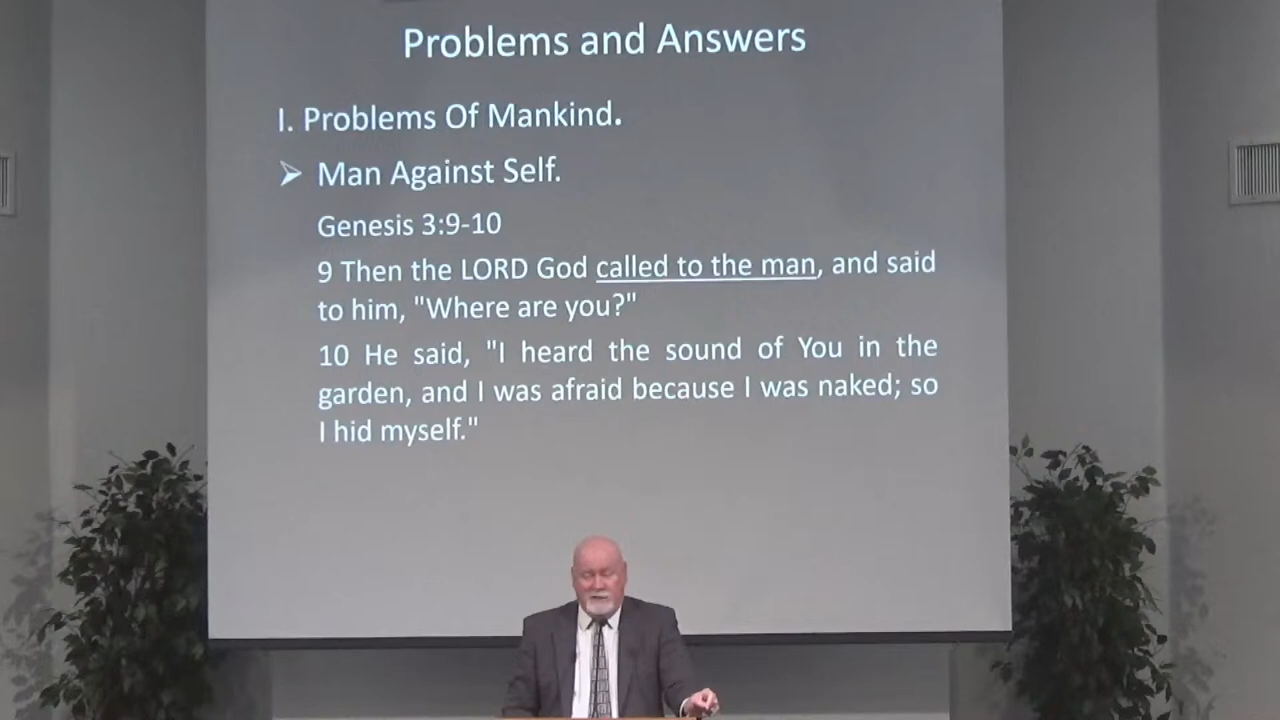 Problems and Answers
I. Problems Of Mankind.
➢ Man Against Self.
Genesis 3:9-10
9 Then the LORD God called to the man, and said
to him, "Where are you?"
10 He said, "I heard the sound of You in the
garden, and I was afraid because I was naked; so
I hid myself."